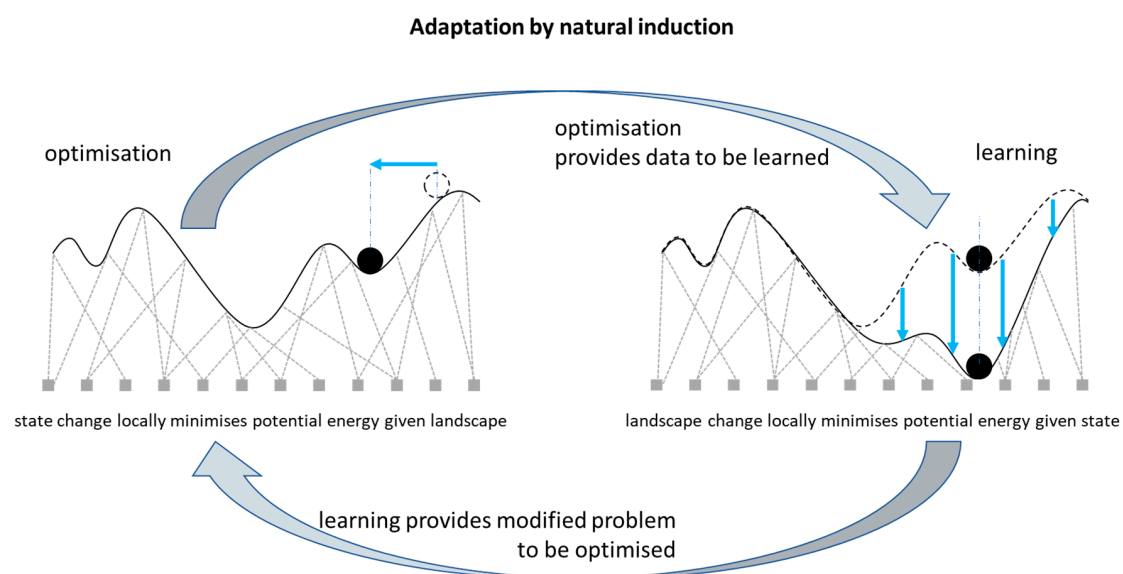 Adaptation by natural induction
optimisation
optimisation
provides data to be learned
learning
state change locally minimises potential energy given landscape
landscape change locally minimises potential energy given state
learning provides modified problem
to be optimised